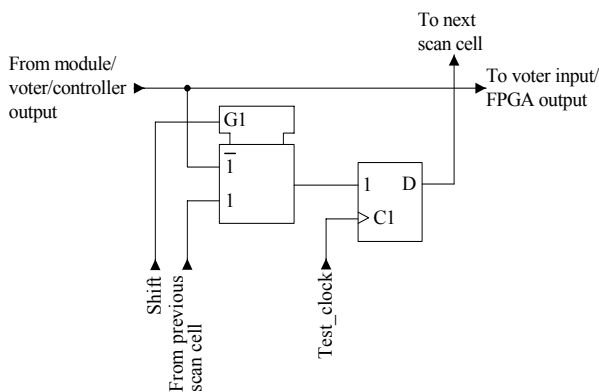 To next
scan cell
From module/
voter/controller
output
To voter input/
FPGA output
G1
1̅
1
1 D
C1
Shift
From previous
scan cell
Test_clock